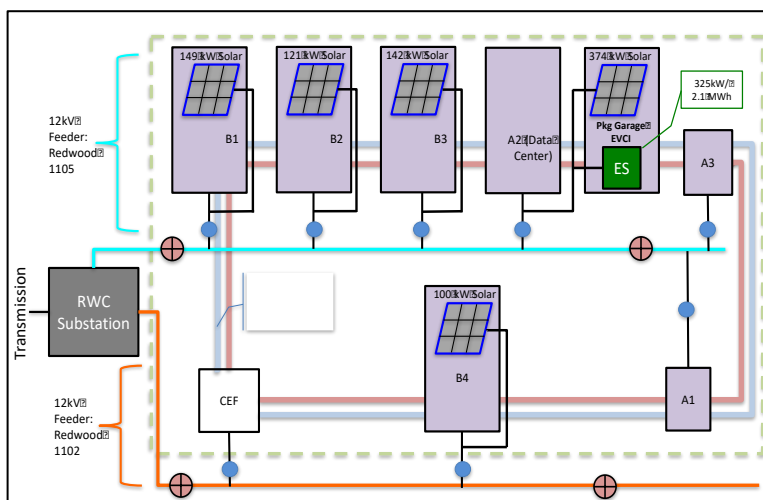 149 kW Solar
121 kW Solar
142 kW Solar
374 kW Solar
325kW/
2.1 MWh
12kV
Feeder:
Redwood
1105
B1
B2
B3
A2 (Data
Center)
Pkg Garage
EVCI
ES
A3
Transmission
RWC
Substation
100 kW Solar
B4
CEF
A1
12kV
Feeder:
Redwood
1102